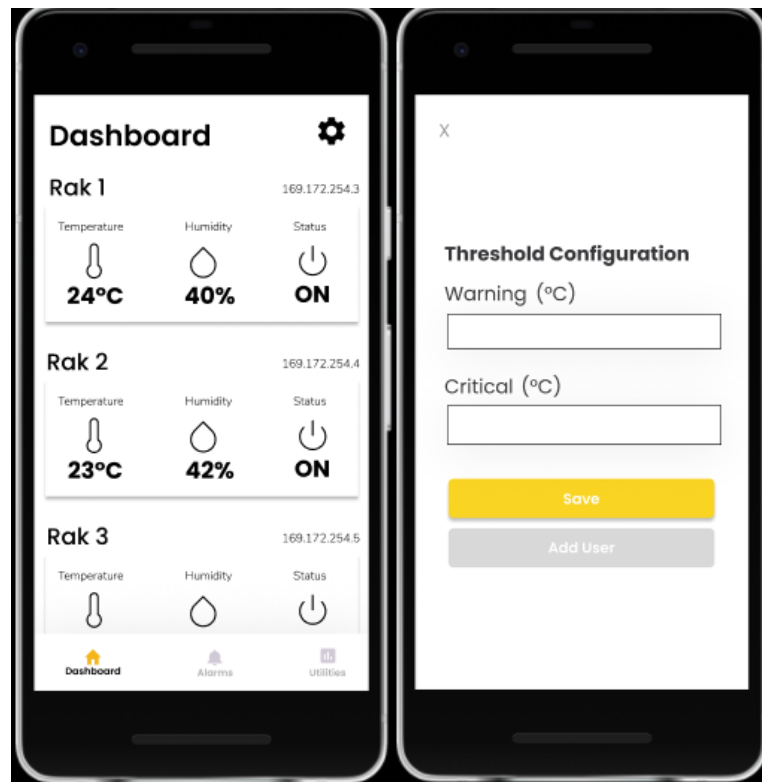 Dashboard
Rak 1
169.172.254.3
Temperature Humidity Status
24°C 40% ON
Rak 2
169.172.254.4
Temperature Humidity Status
23°C 42% ON
Rak 3
169.172.254.5
Temperature Humidity Status
Dashboard Alarms Utilities
X
Threshold Configuration
Warning (°C)
Critical (°C)
Save
Add User